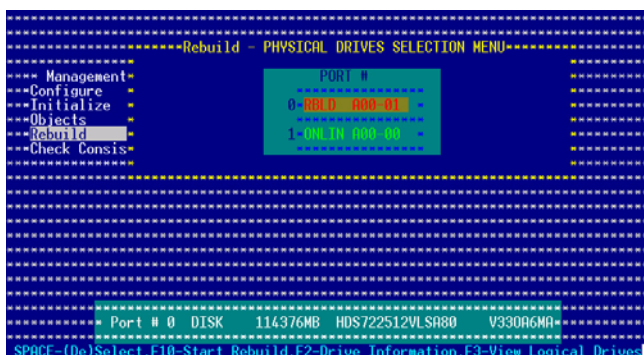 Rebuild - PHYSICAL DRIVES SELECTION MENU
Management
Configure
Initialize
Objects
Rebuild
Check Consis
PORT #
0 RBLD A00-01
1 ONLIN A00-00
Port # 0 DISK 114376MB HDS722512VLSA80 V33OA6MA
SPACE-(De)Select F10-Start Rebuild F2-Drive Information F3-View Logical Drives